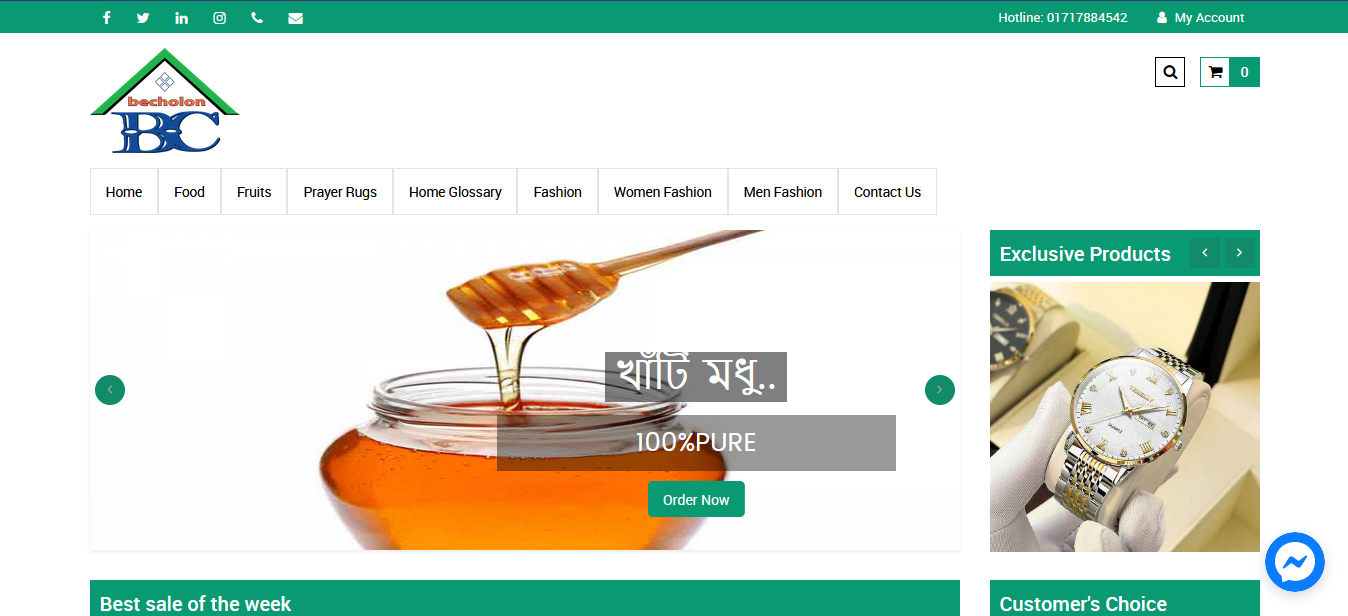 Hotline: 01717884542 My Account
becholon
BC
0
Home Food Fruits Prayer Rugs Home Glossary Fashion Women Fashion Men Fashion Contact Us
Exclusive Products
খাঁটি মধু..
100%PURE
Order Now
Best sale of the week
Customer's Choice